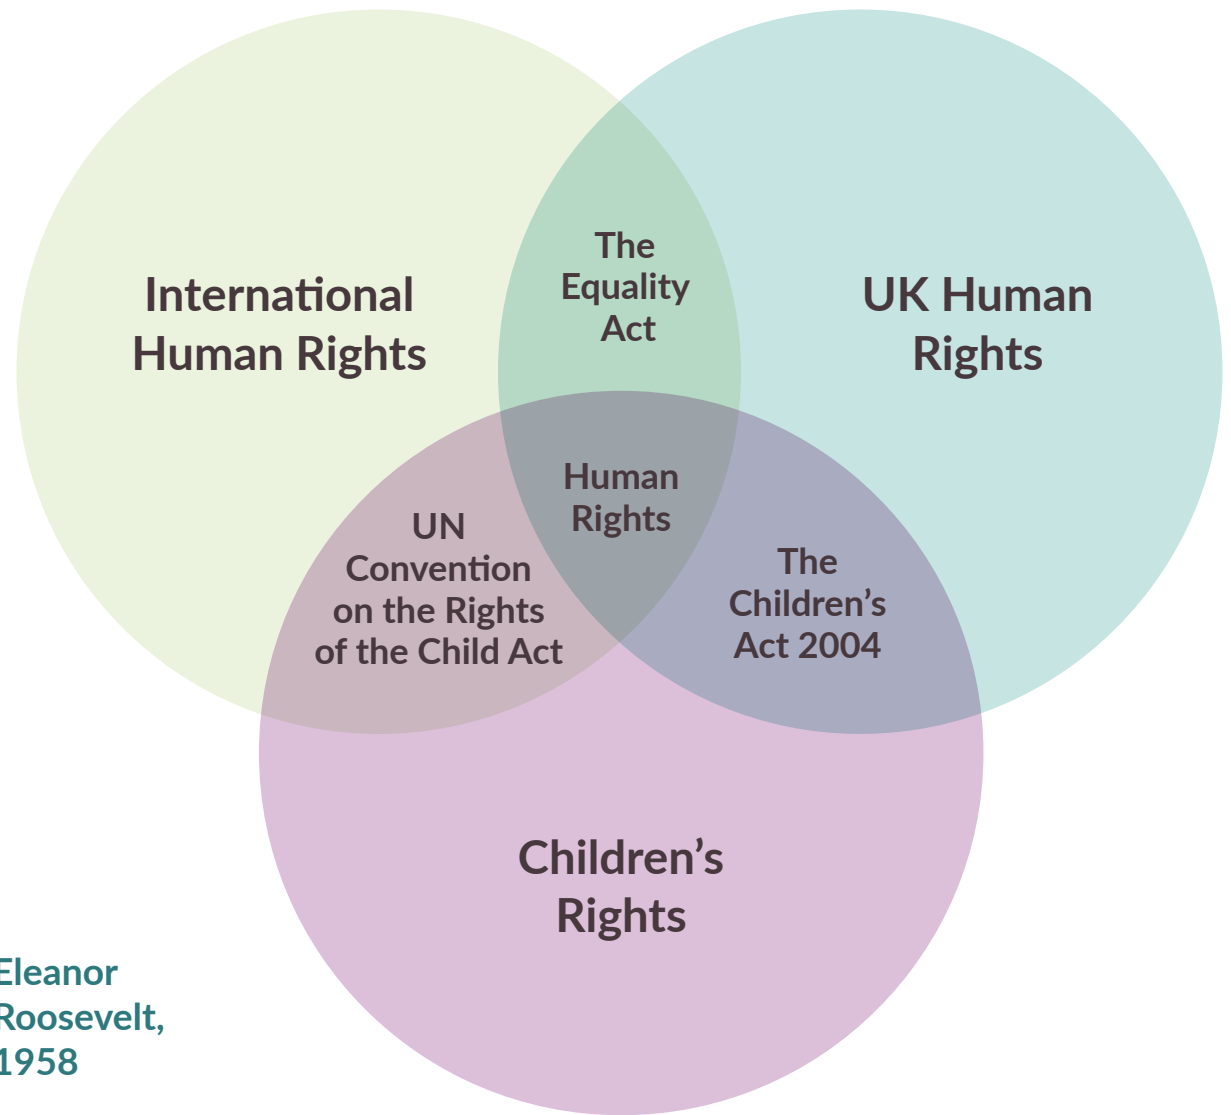 International
Human Rights
The
Equality
Act
UK Human
Rights
Human
Rights
UN
Convention
on the Rights
of the Child Act
The
Children's
Act 2004
Children's
Rights
Eleanor
Roosevelt,
1958